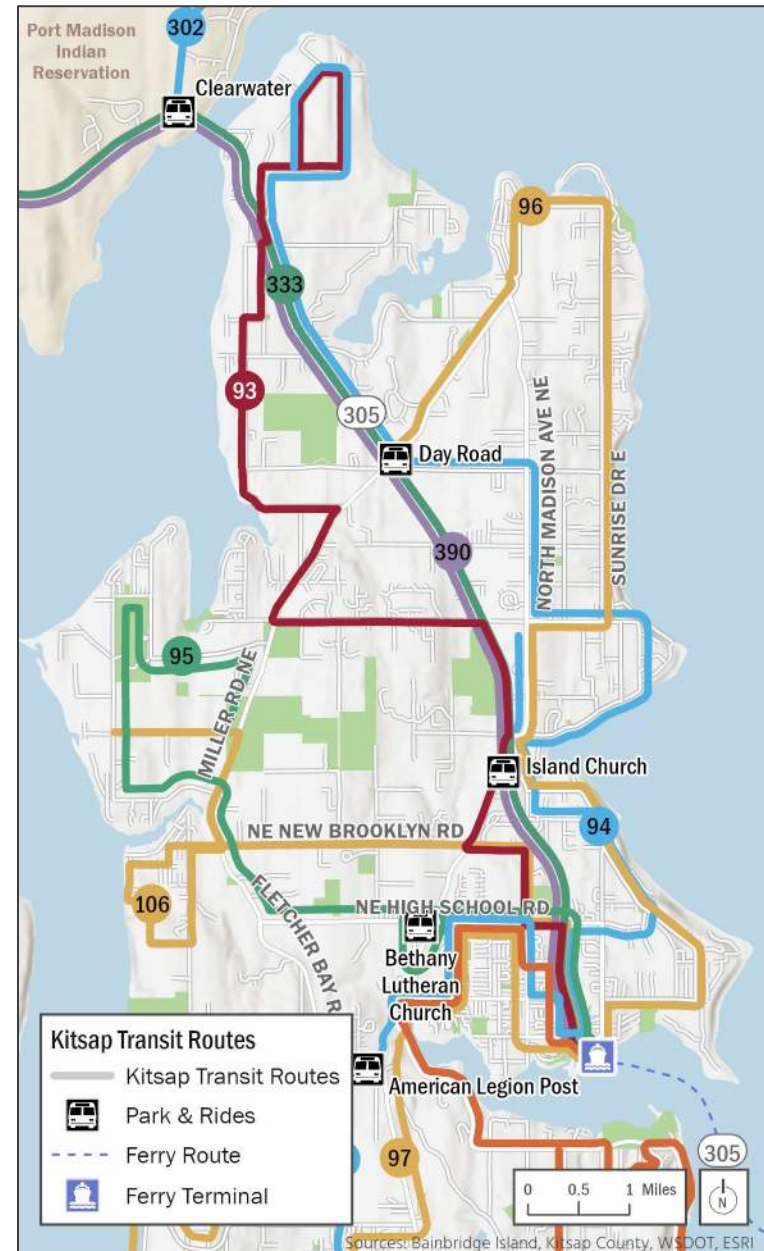 302
Port Madison
Indian
Reservation
Clearwater
96
333
93
305
Day Road
NORTH MADISON AVE NE
SUNRISE DR E
390
95
MILLER RD NE
Island Church
NE NEW BROOKLYN RD
94
106
FLETCHER BAY R
NE HIGH SCHOOL RD
Bethany
Lutheran
Church
American Legion Post
97
Kitsap Transit Routes
Kitsap Transit Routes
Park & Rides
Ferry Route
Ferry Terminal
305
0 0.5 1 Miles
N
Sources: Bainbridge Island, Kitsap County, WSDOT, ESRI